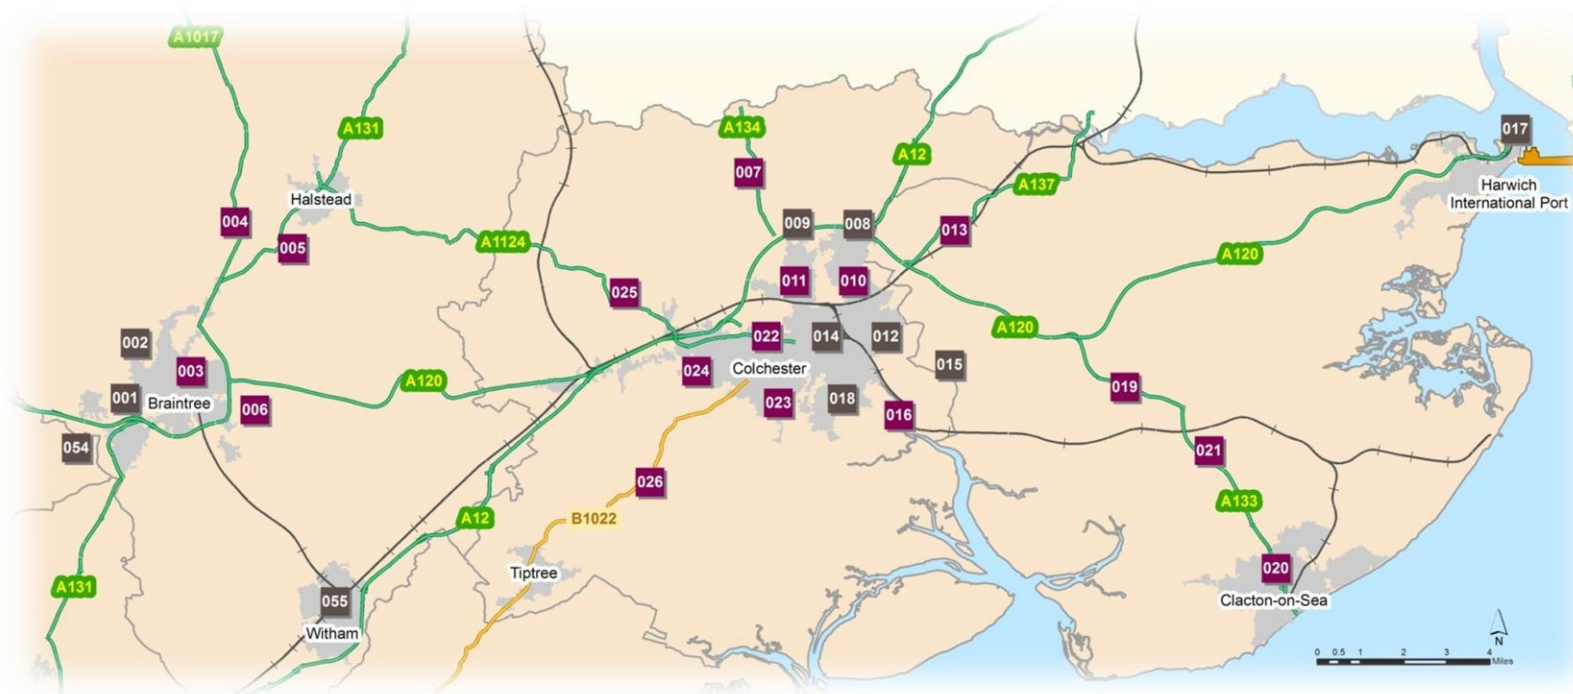 A1017
A131
A134
017
A12
007
A137
Harwich
International Port
Halstead
004
009
008
013
005
A1124
A120
011
010
025
A120
002
022
014
012
003
024
Colchester
015
A120
019
001
Braintree
006
023
018
016
054
021
026
A133
A12
B1022
020
A131
Tiptree
055
Clacton-on-Sea
Witham
N
0 0.5 1 2 3 4
Miles